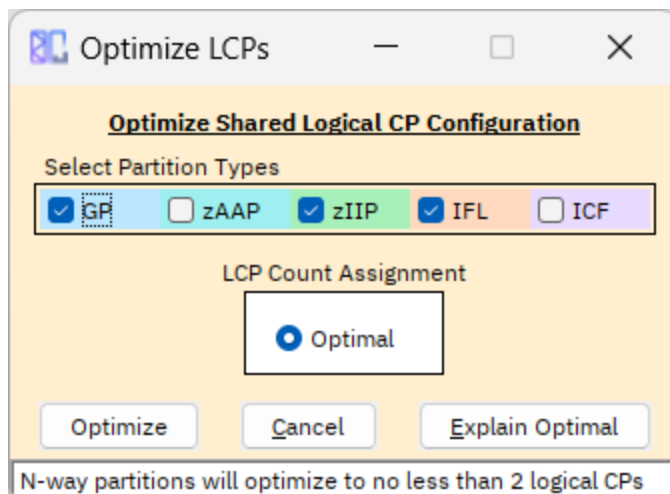 Optimize LCPs
Optimize Shared Logical CP Configuration
Select Partition Types
GP zAAP zIIP IFL ICF
LCP Count Assignment
Optimal
Optimize Cancel Explain Optimal
N-way partitions will optimize to no less than 2 logical CPs